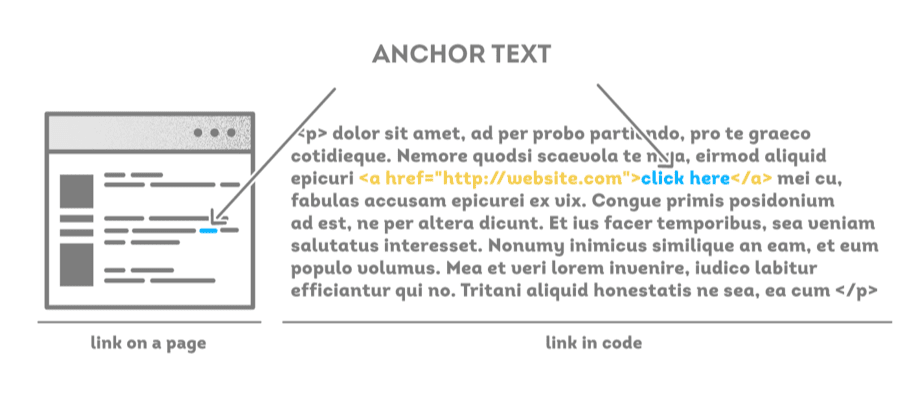 ANCHOR TEXT
<p> dolor sit amet, ad per probo partiendo, pro te graeco
cotidieque. Nemore quodsi scaevola te nuja, eirmod aliquid
epicuri <a href="http://website.com">click here</a> mei cu,
fabulas accusam epicurei ex vix. Congue primis posidonium
ad est, ne per altera dicunt. Et ius facer temporibus, sea veniam
salutatus interesset. Nonumy inimicus similique an eam, et eum
populo volumus. Mea et veri lorem invenire, iudico labitur
efficiantur qui no. Tritani aliquid honestatis ne sea, ea cum </p>
link on a page
link in code